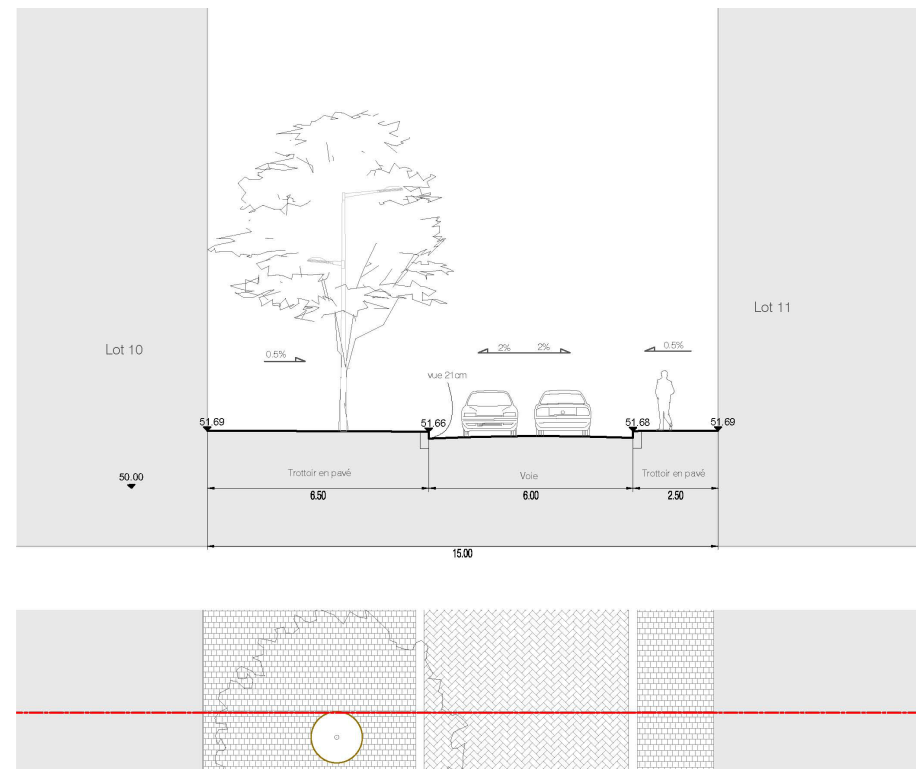 Lot 11
Lot 10
0.5%
2% 2%
0.5%
vue 21cm
51.69
51.66
51.68
51.69
50.00
Trottoir en pavé
Voie
Trottoir en pavé
6.50
6.00
2.50
15.00